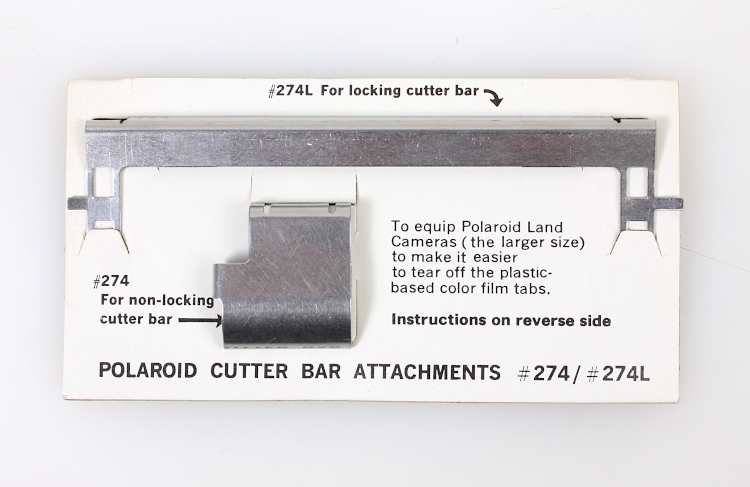 #274L For locking cutter bar
To equip Polaroid Land
Cameras (the larger size)
to make it easier
to tear off the plastic-
based color film tabs.
#274
For non-locking
cutter bar
Instructions on reverse side
POLAROID CUTTER BAR ATTACHMENTS #274/#274L